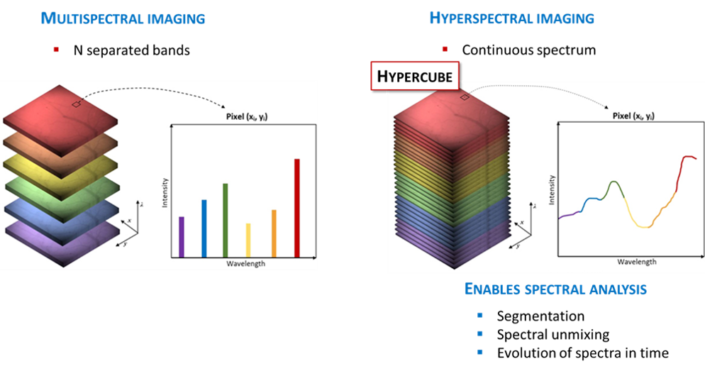 MULTISPECTRAL IMAGING
N separated bands
Pixel (xᵢ, yⱼ)
Intensity
Wavelength
z
x
y
HYPERSPECTRAL IMAGING
Continuous spectrum
HYPERCUBE
Pixel (xᵢ, yⱼ)
Intensity
Wavelength
x
y
ENABLES SPECTRAL ANALYSIS
Segmentation
Spectral unmixing
Evolution of spectra in time